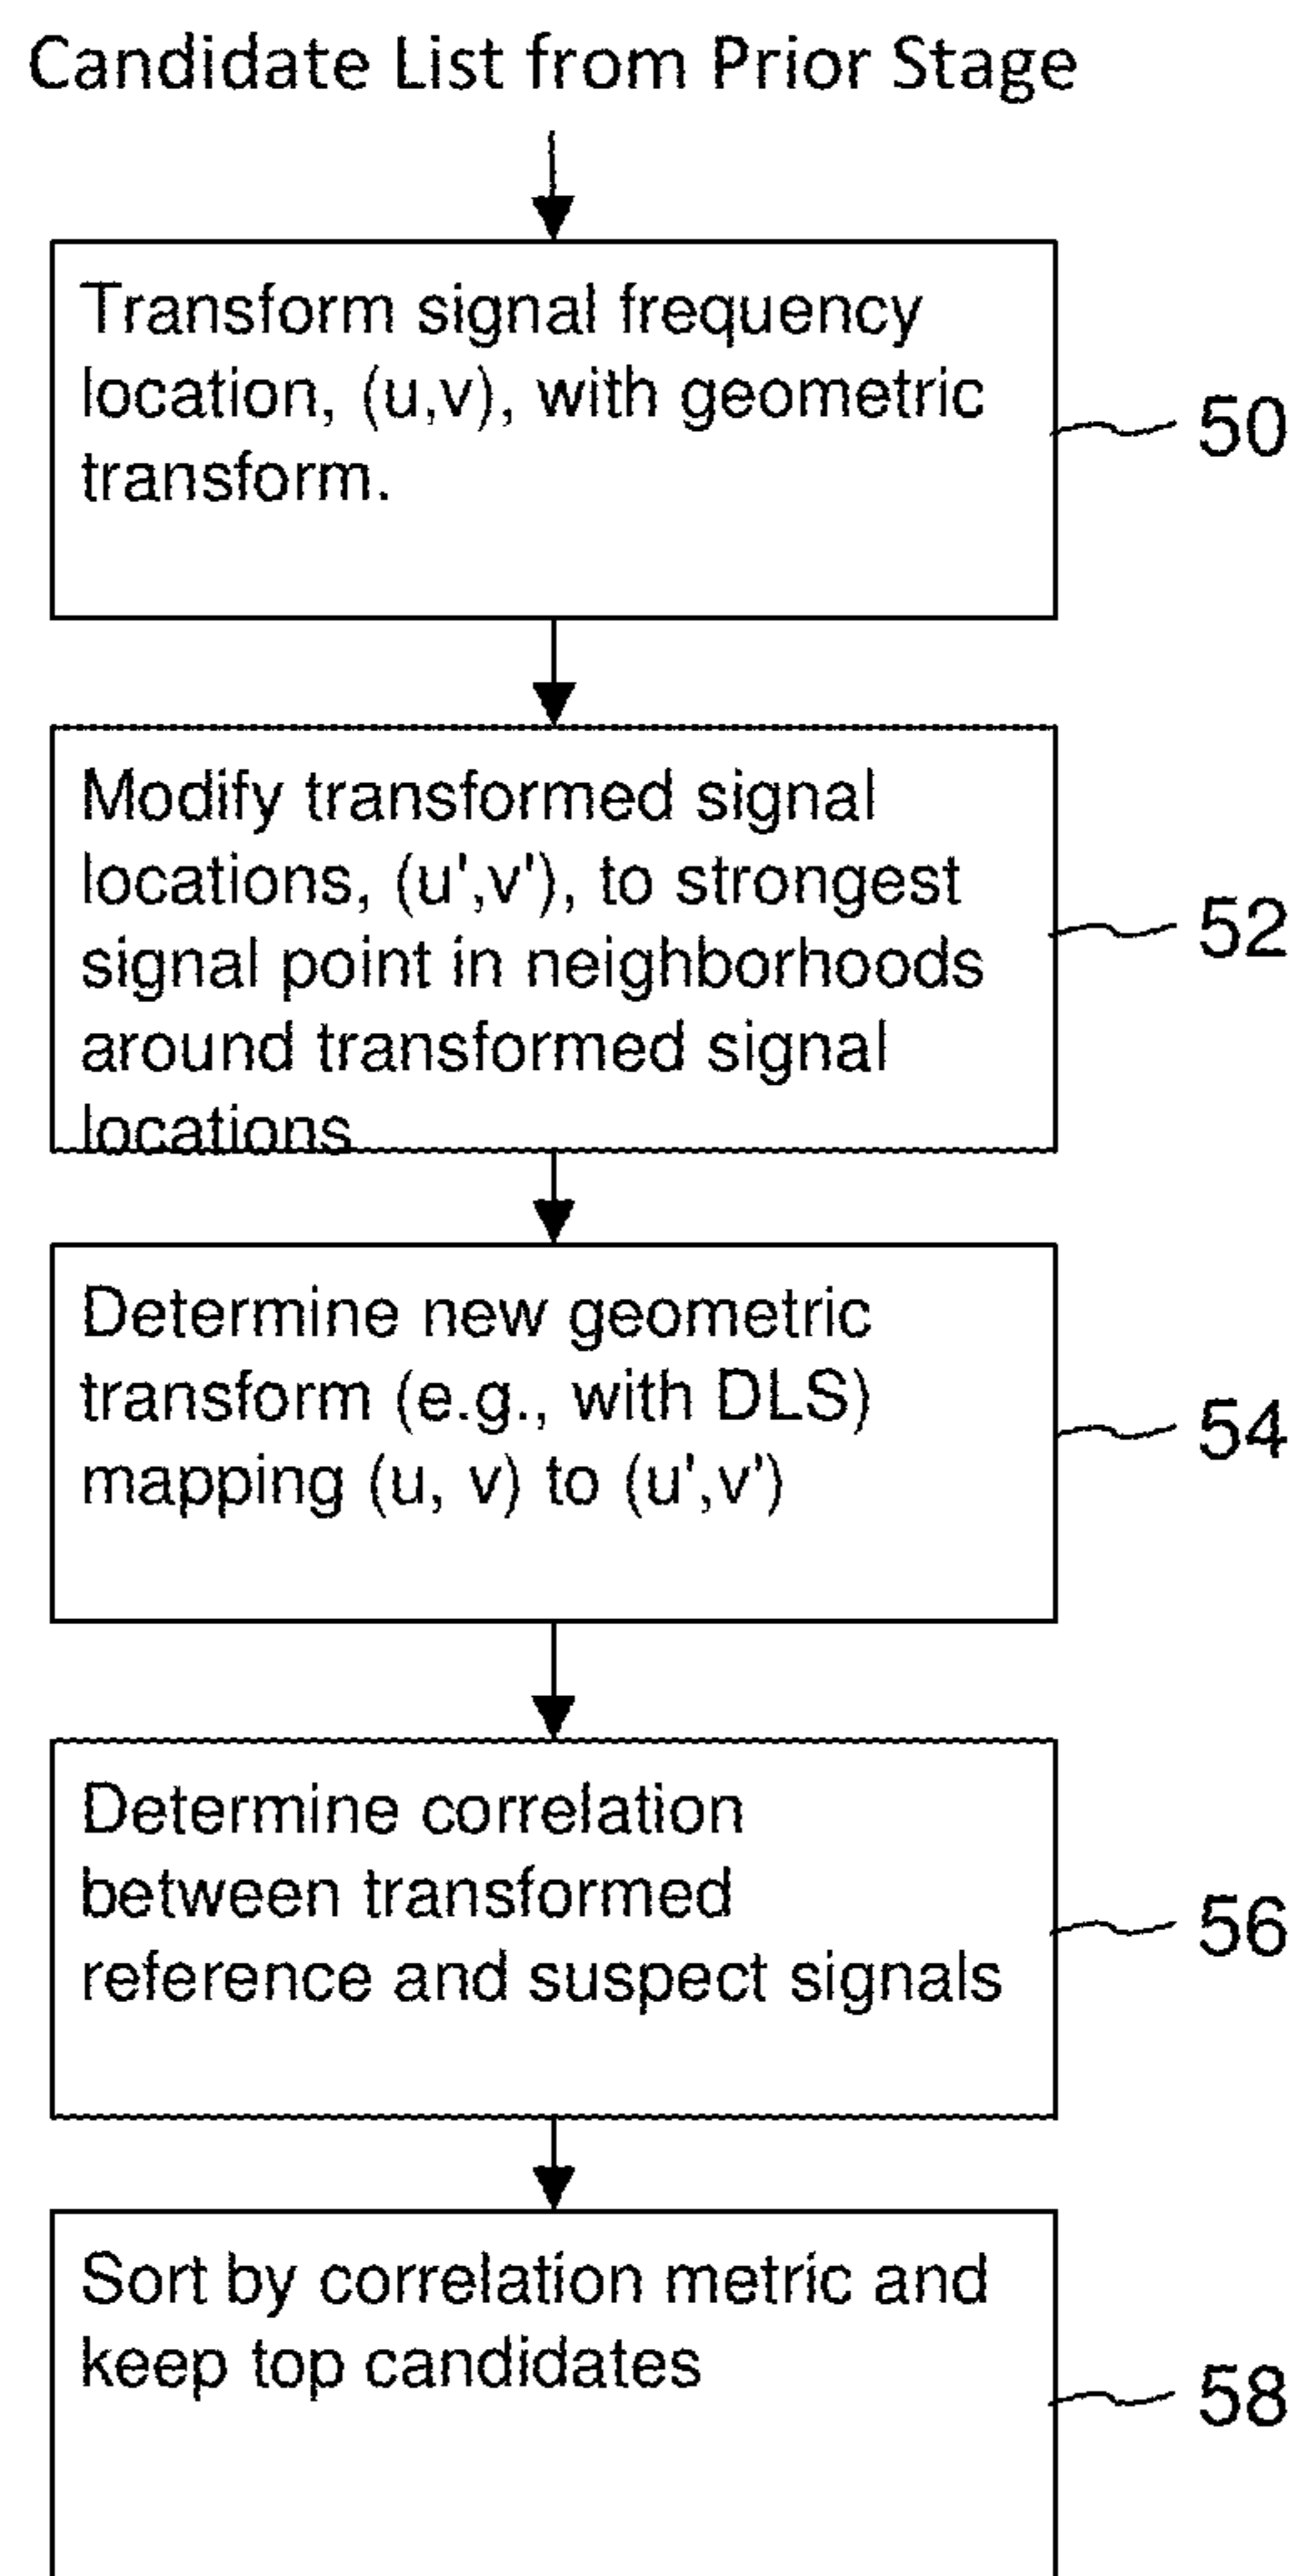 Candidate List from Prior Stage
Transform signal frequency
location, (u,v), with geometric
transform.
50
Modify transformed signal
locations, (u',v'), to strongest
signal point in neighborhoods
around transformed signal
locations
52
Determine new geometric
transform (e.g., with DLS)
mapping (u, v) to (u',v')
54
Determine correlation
between transformed
reference and suspect signals
56
Sort by correlation metric and
keep top candidates
58